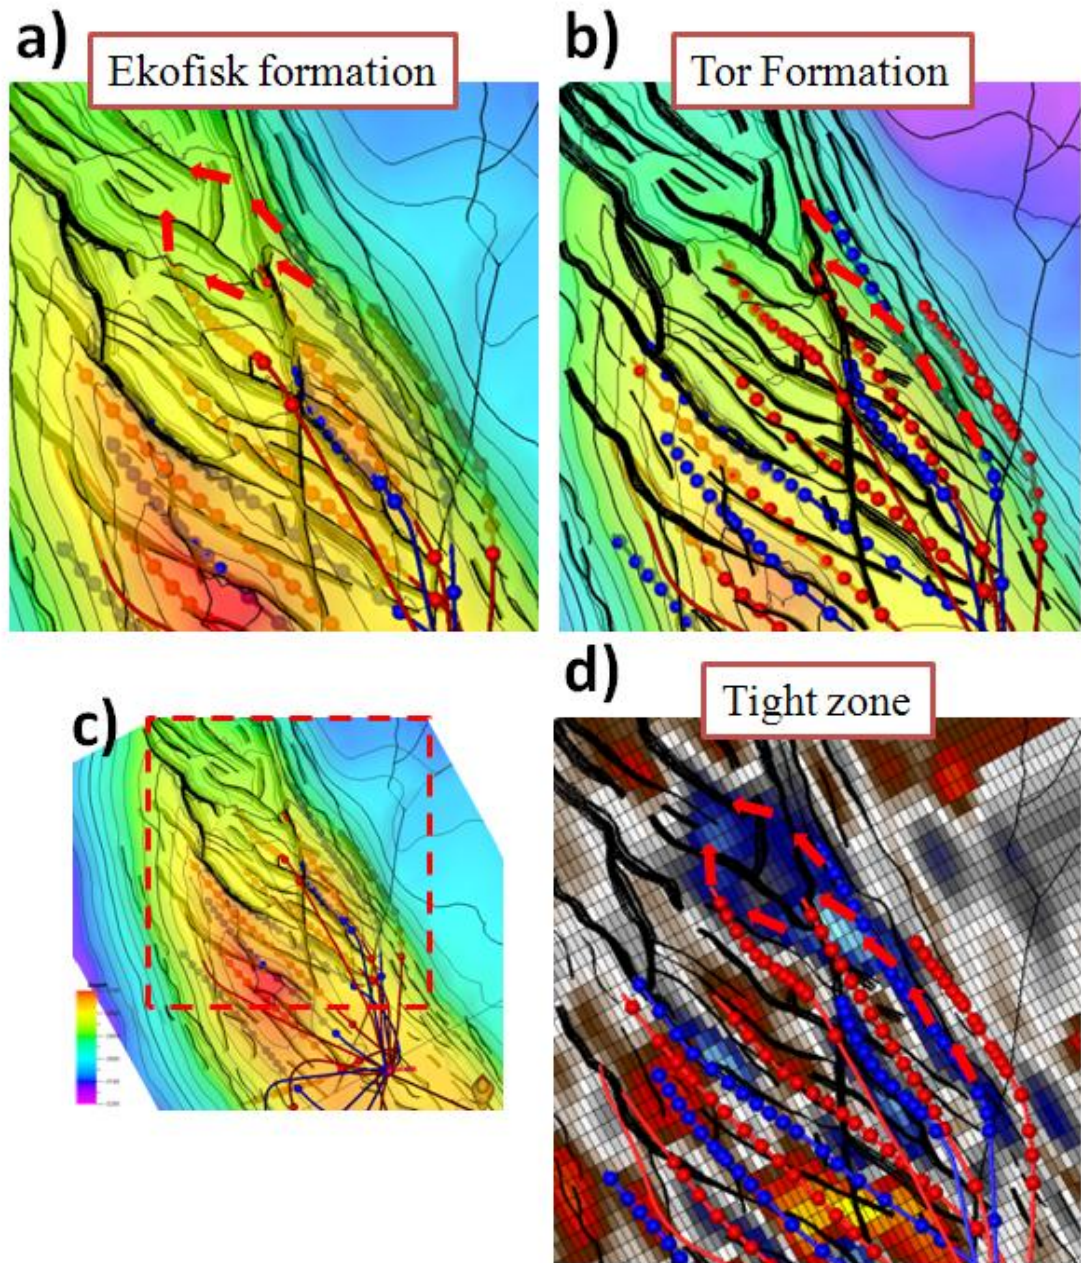 a)
Ekofisk formation
b)
Tor Formation
c)
d)
Tight zone